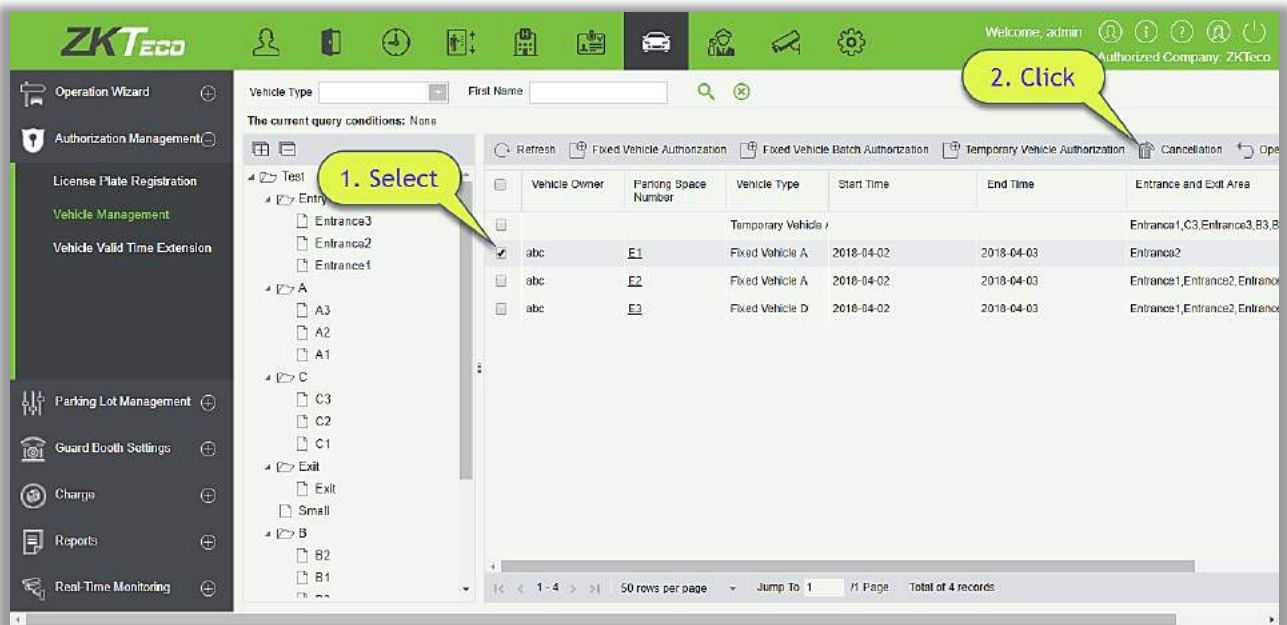 ZKTECO
Welcome, admin
Authorized Company: ZKTeco
2. Click
Operation Wizard
Authorization Management
License Plate Registration
Vehicle Management
Vehicle Valid Time Extension
Parking Lot Management
Guard Booth Settings
Charge
Reports
Real-Time Monitoring
Vehicle Type
First Name
The current query conditions: None
Refresh Fixed Vehicle Authorization Fixed Vehicle Batch Authorization Temporary Vehicle Authorization Cancellation Ope
1. Select
Test
Entry
Entrance3
Entrance2
Entrance1
A
A3
A2
A1
C
C3
C2
C1
Exit
Exit
Small
B
B2
B1
Vehicle Owner Parking Space Number Vehicle Type Start Time End Time Entrance and Exit Area
Temporary Vehicle A Entrance1,C3,Entrance3,B3,B
abc E1 Fixed Vehicle A 2018-04-02 2018-04-03 Entrance2
abc E2 Fixed Vehicle A 2018-04-02 2018-04-03 Entrance1,Entrance2,Entranc
abc E3 Fixed Vehicle D 2018-04-02 2018-04-03 Entrance1,Entrance2,Entranc
1-4 50 rows per page Jump To 1 /1 Page Total of 4 records